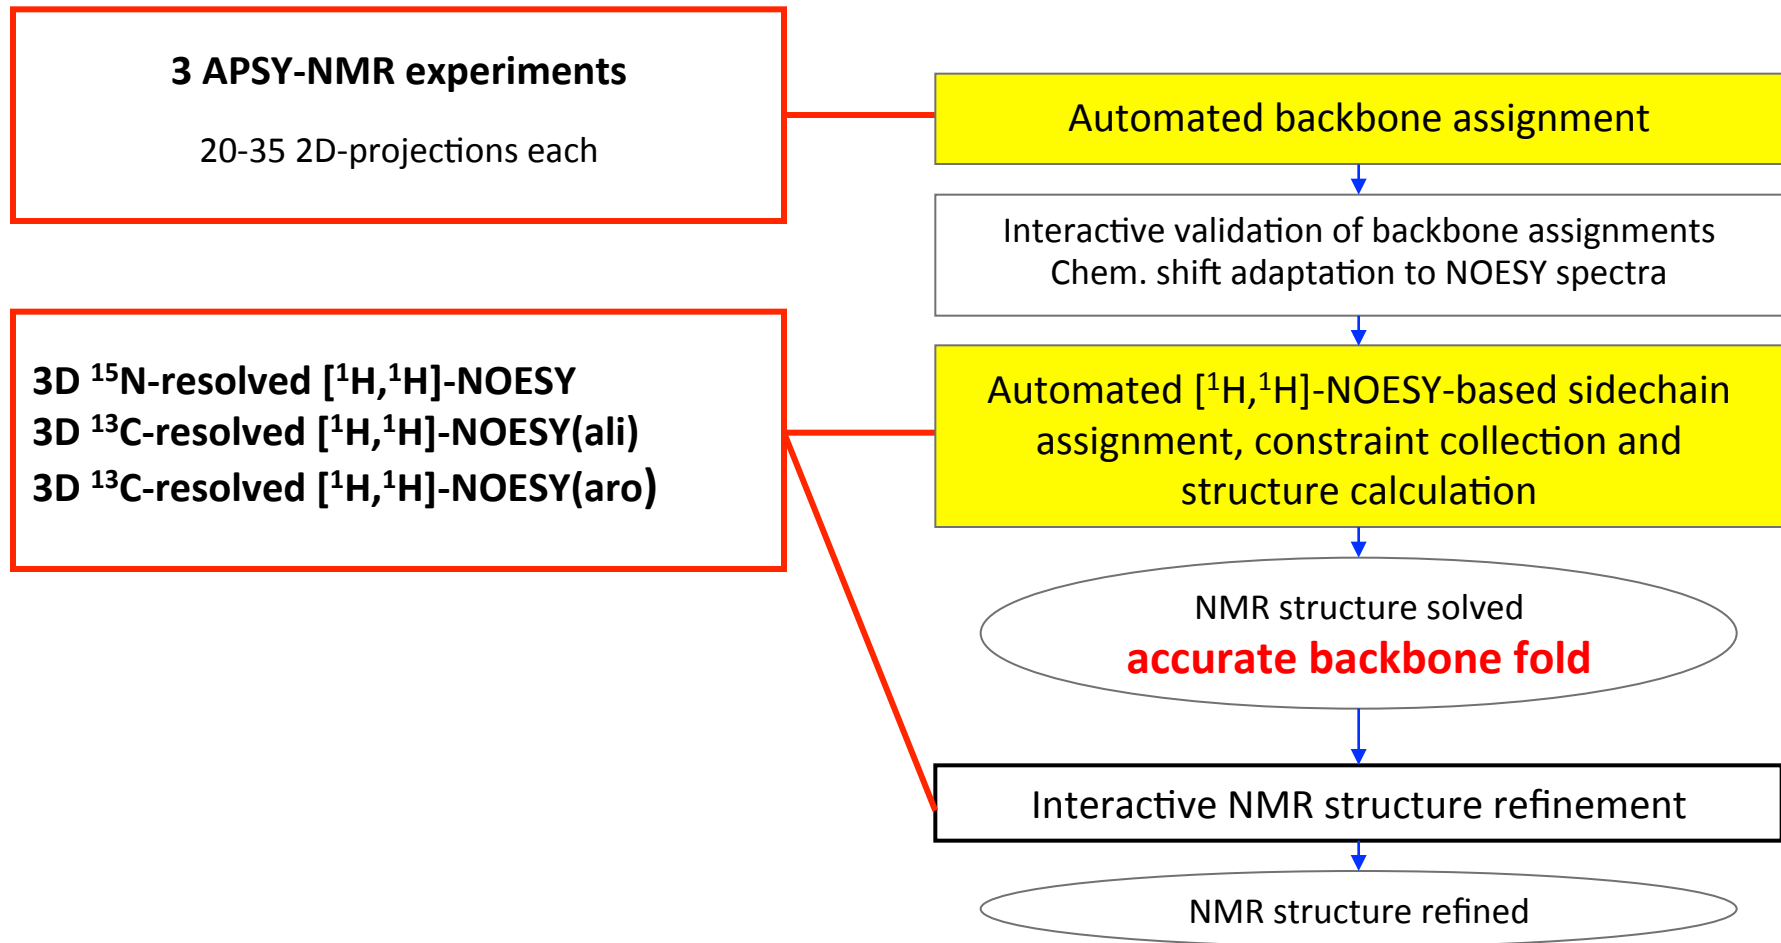 3 APSY-NMR experiments
20-35 2D-projections each
3D ¹⁵N-resolved [¹H,¹H]-NOESY
3D ¹³C-resolved [¹H,¹H]-NOESY(ali)
3D ¹³C-resolved [¹H,¹H]-NOESY(aro)
Automated backbone assignment
Interactive validation of backbone assignments
Chem. shift adaptation to NOESY spectra
Automated [¹H,¹H]-NOESY-based sidechain
assignment, constraint collection and
structure calculation
NMR structure solved
accurate backbone fold
Interactive NMR structure refinement
NMR structure refined